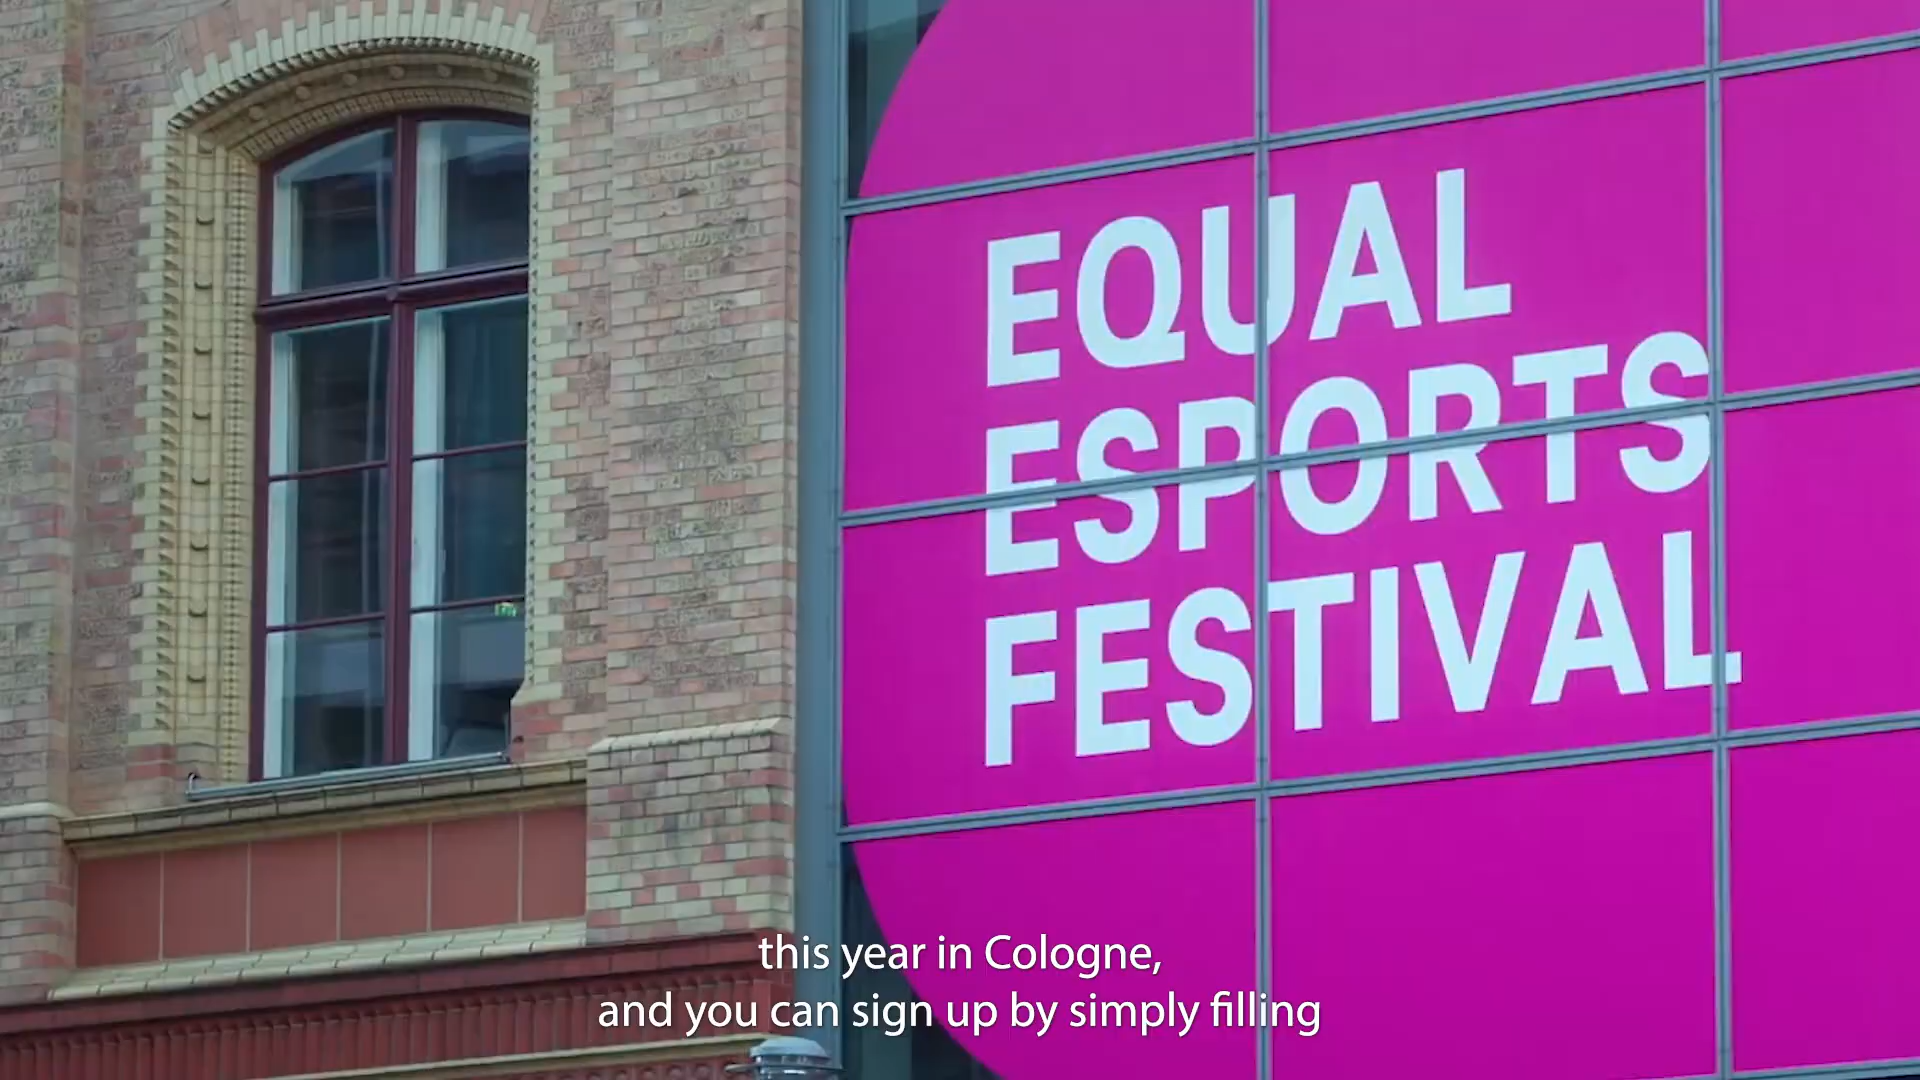 EQUAL
ESPORTS
FESTIVAL
this year in Cologne,
and you can sign up by simply filling